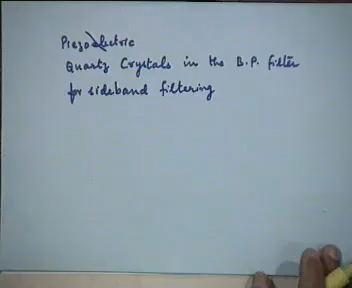 Piezoelectric
Quartz Crystals in the B.P. filter
for sideband filtering